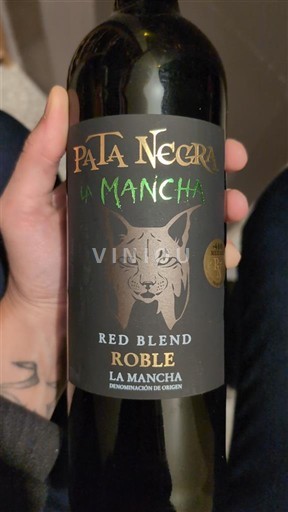 PATA NEGRA
LA MANCHA
VINICU
RED BLEND
ROBLE
LA MANCHA
DENOMINACIÓN DE ORIGEN